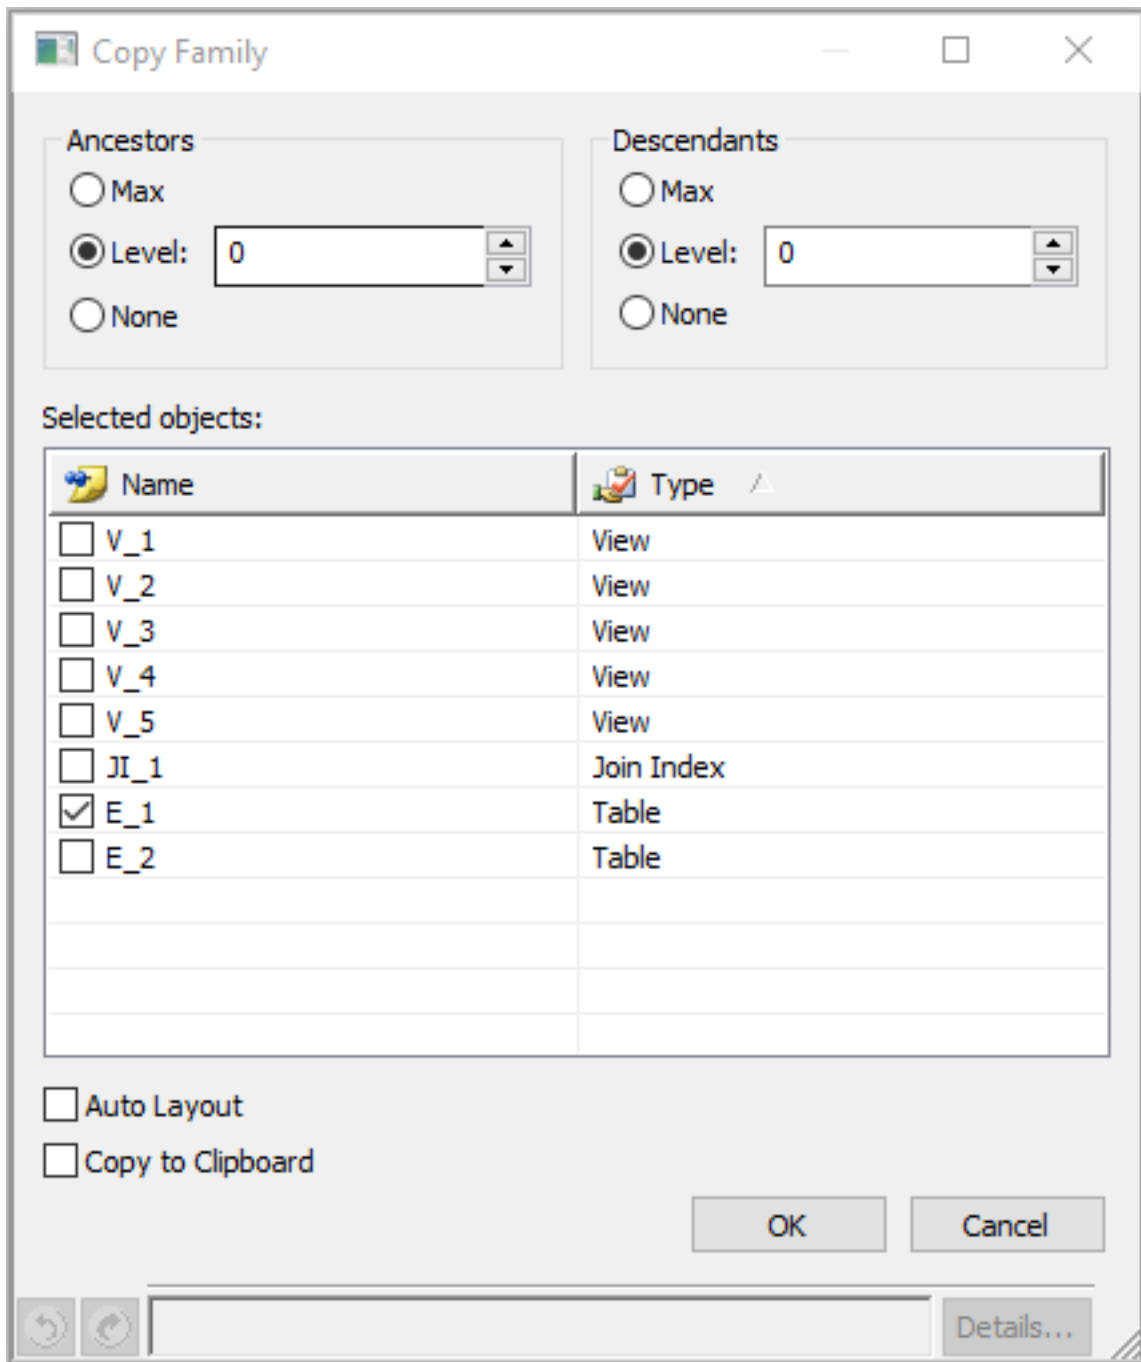 Copy Family
Ancestors
Max
Level: 0
None
Descendants
Max
Level: 0
None
Selected objects:
Name Type
V_1 View
V_2 View
V_3 View
V_4 View
V_5 View
JI_1 Join Index
E_1 Table
E_2 Table
Auto Layout
Copy to Clipboard
OK Cancel
Details...